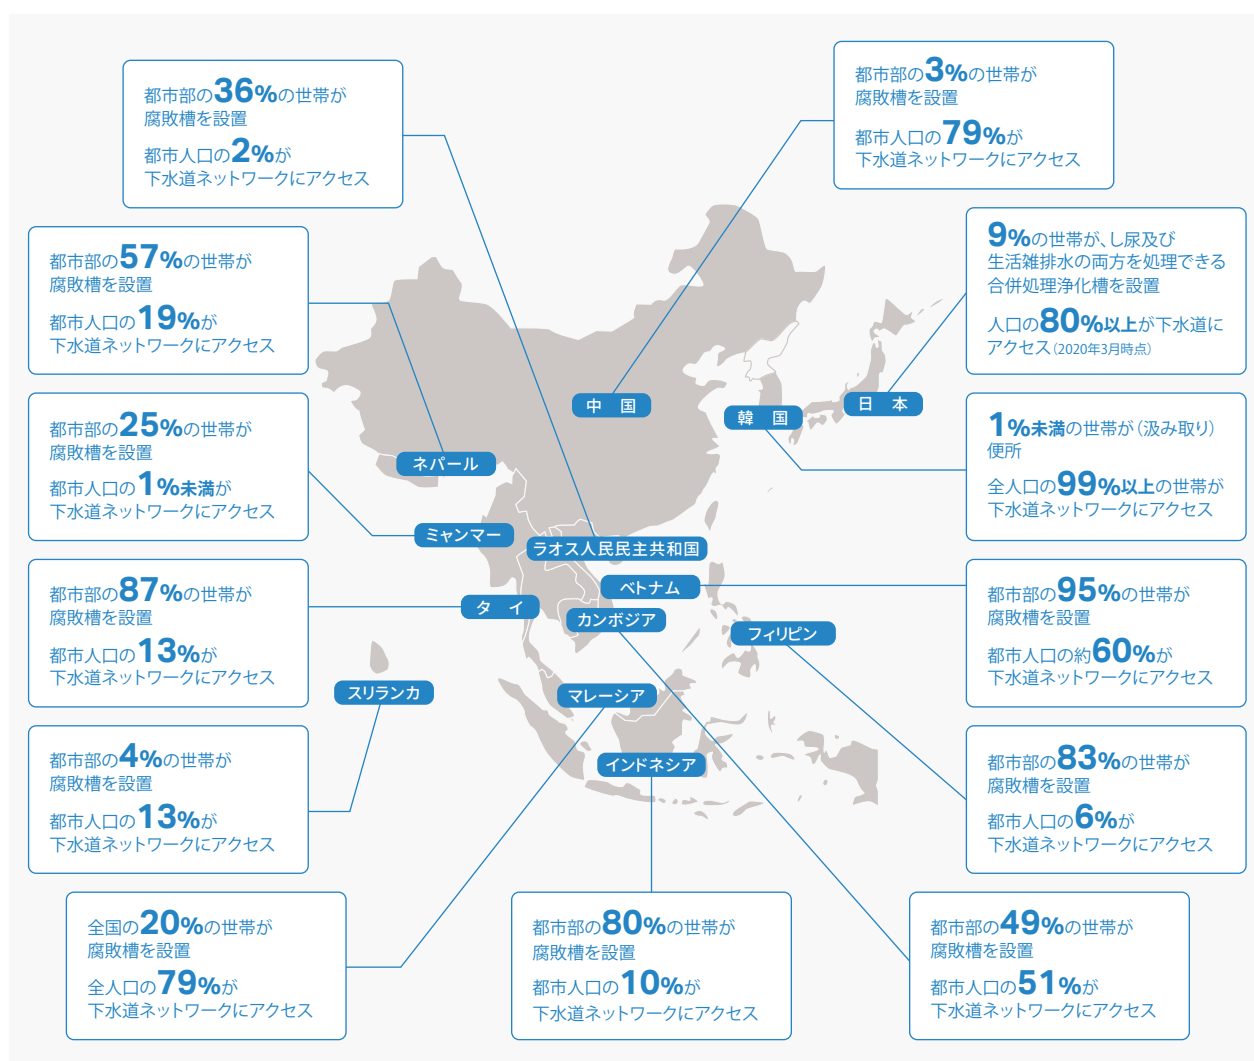 都市部の36%の世帯が
腐敗槽を設置
都市人口の2%が
下水道ネットワークにアクセス
都市部の3%の世帯が
腐敗槽を設置
都市人口の79%が
下水道ネットワークにアクセス
都市部の57%の世帯が
腐敗槽を設置
都市人口の19%が
下水道ネットワークにアクセス
9%の世帯が、し尿及び
生活雑排水の両方を処理できる
合併処理浄化槽を設置
人口の80%以上が下水道に
アクセス(2020年3月時点)
都市部の25%の世帯が
腐敗槽を設置
都市人口の1%未満が
下水道ネットワークにアクセス
1%未満の世帯が(汲み取り)
便所
全人口の99%以上の世帯が
下水道ネットワークにアクセス
中 国
韓 国
日 本
ネパール
ミャンマー
ラオス人民民主共和国
ベトナム
タ イ
カンボジア
フィリピン
スリランカ
マレーシア
インドネシア
都市部の87%の世帯が
腐敗槽を設置
都市人口の13%が
下水道ネットワークにアクセス
都市部の95%の世帯が
腐敗槽を設置
都市人口の約60%が
下水道ネットワークにアクセス
都市部の4%の世帯が
腐敗槽を設置
都市人口の13%が
下水道ネットワークにアクセス
都市部の83%の世帯が
腐敗槽を設置
都市人口の6%が
下水道ネットワークにアクセス
全国の20%の世帯が
腐敗槽を設置
全人口の79%が
下水道ネットワークにアクセス
都市部の80%の世帯が
腐敗槽を設置
都市人口の10%が
下水道ネットワークにアクセス
都市部の49%の世帯が
腐敗槽を設置
都市人口の51%が
下水道ネットワークにアクセス